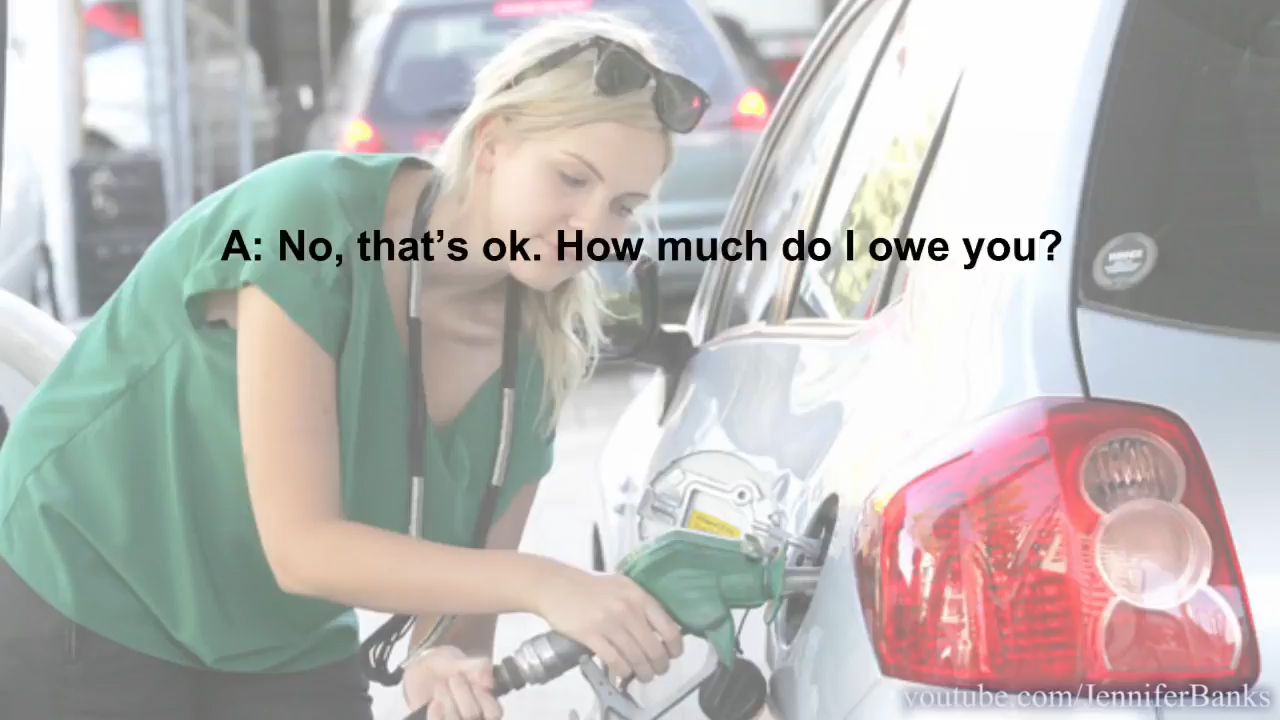 A: No, that’s ok. How much do I owe you?
youtube.com/JenniferBanks